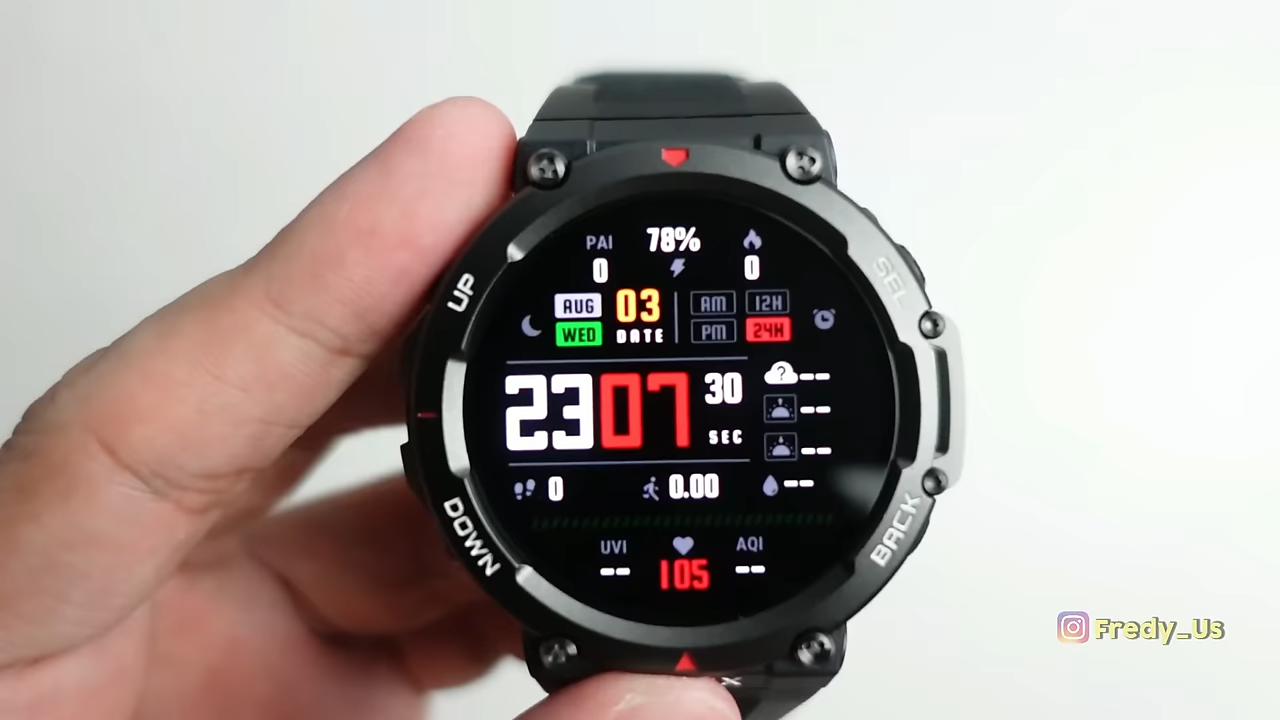 PAI 78%
0 0
AUG 03 AM 12H
WED DATE PM 24H
UP
SEL
23 07 30 --
SEC --
--
0 0.00 --
DOWN
BACK
UVI AQI
-- 105 --
X
Fredy_Us